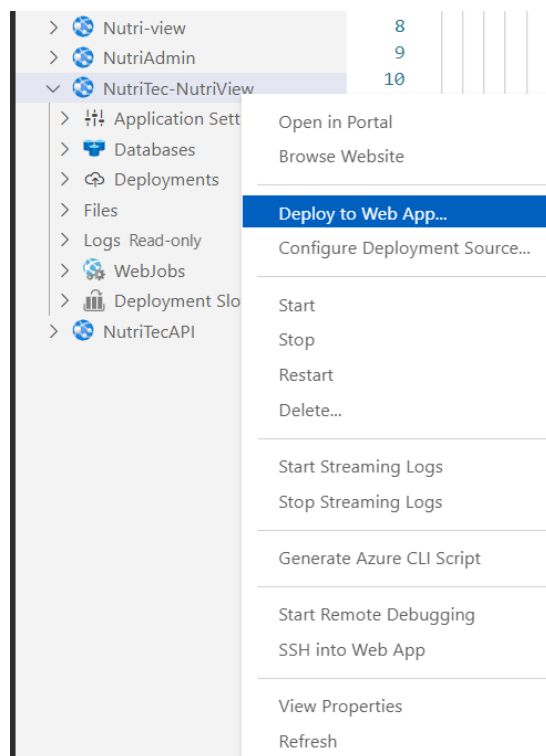 Nutri-view
8
NutriAdmin
9
NutriTec-NutriView
10
Application Sett
Databases
Deployments
Files
Logs Read-only
WebJobs
Deployment Slo
NutriTecAPI
Open in Portal
Browse Website
Deploy to Web App...
Configure Deployment Source...
Start
Stop
Restart
Delete...
Start Streaming Logs
Stop Streaming Logs
Generate Azure CLI Script
Start Remote Debugging
SSH into Web App
View Properties
Refresh